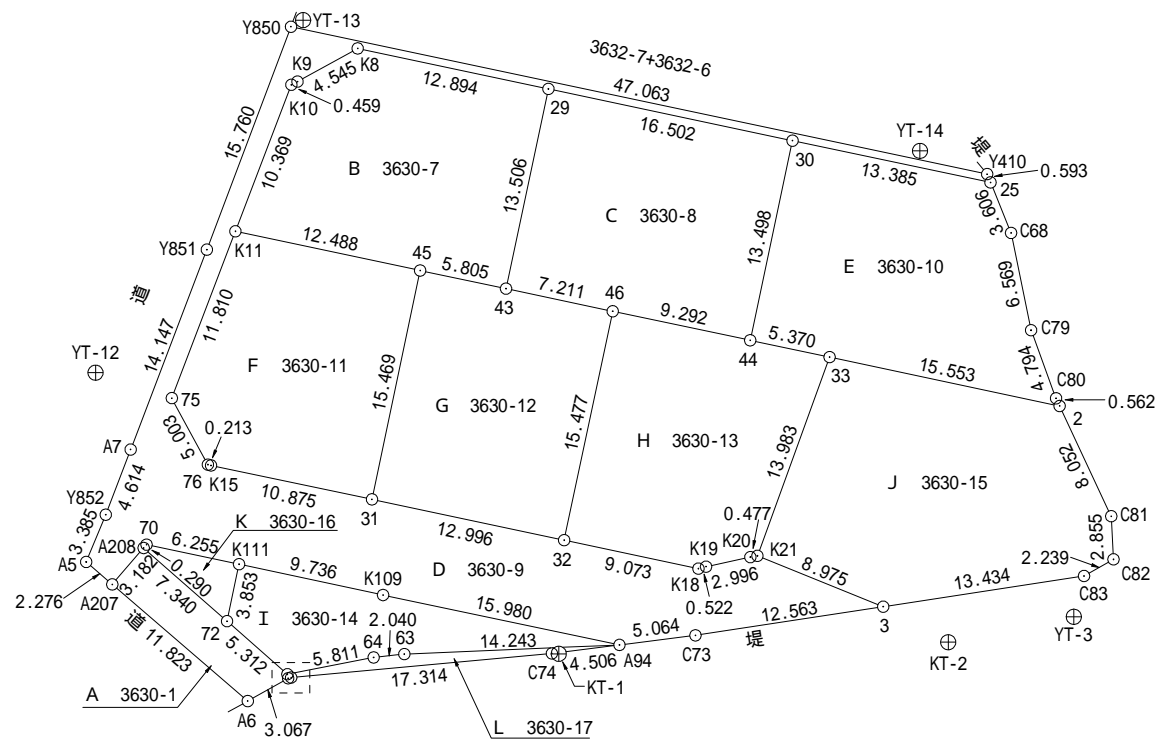 Y850
YT-13
K9
K8
3632-7+3632-6
4.545
12.894
47.063
K10
0.459
29
16.502
YT-14
堤
Y410
15.760
30
13.385
0.593
25
10.369
B 3630-7
13.506
3.609
C 3630-8
C68
13.498
Y851
K11
12.488
45
5.805
E 3630-10
6.569
43
7.211
46
道
9.292
C79
11.810
44
5.370
14.147
YT-12
33
4.794
F 3630-11
15.469
15.553
C80
75
G 3630-12
0.562
2
5.003
0.213
15.477
H 3630-13
13.983
A7
8.052
76
K15
4.614
10.875
J 3630-15
Y852
31
C81
3.385
K 3630-16
12.996
0.477
70
A208
6.255
32
K20
K21
2.855
2.239
A5
K111
D 3630-9
9.073
K19
C82
3.182
0.290
9.736
K18
2.996
8.975
13.434
C83
2.276
A207
7.340
3.853
K109
0.522
12.563
3
I 3630-14
15.980
72
2.040
道
11.823
5.312
64
63
14.243
5.064
堤
YT-3
5.811
A94
C73
KT-2
4.506
C74
KT-1
17.314
A 3630-1
A6
3.067
L 3630-17